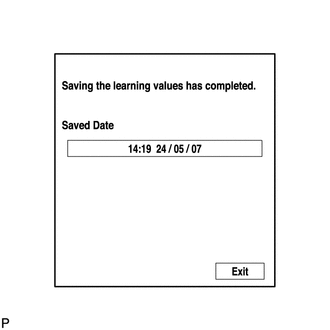 Saving the learning values has completed.
Saved Date
14:19 24 / 05 / 07
Exit
P